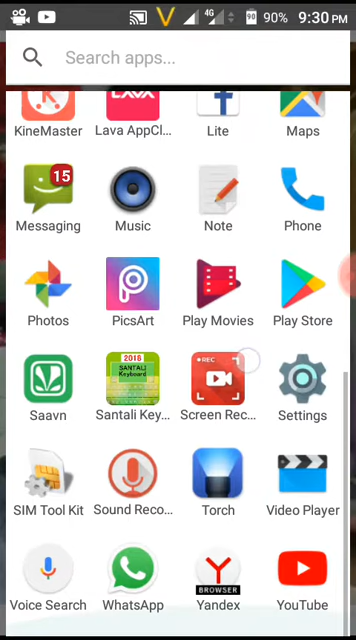 4G 90 90% 9:30 PM
Search apps...
KineMaster Lava AppCl... Lite Maps
15
Messaging Music Note Phone
Photos PicsArt Play Movies Play Store
2018
SANTALI
Keyboard
REC
Saavn Santali Key... Screen Rec... Settings
SIM Tool Kit Sound Reco... Torch Video Player
BROWSER
Voice Search WhatsApp Yandex YouTube